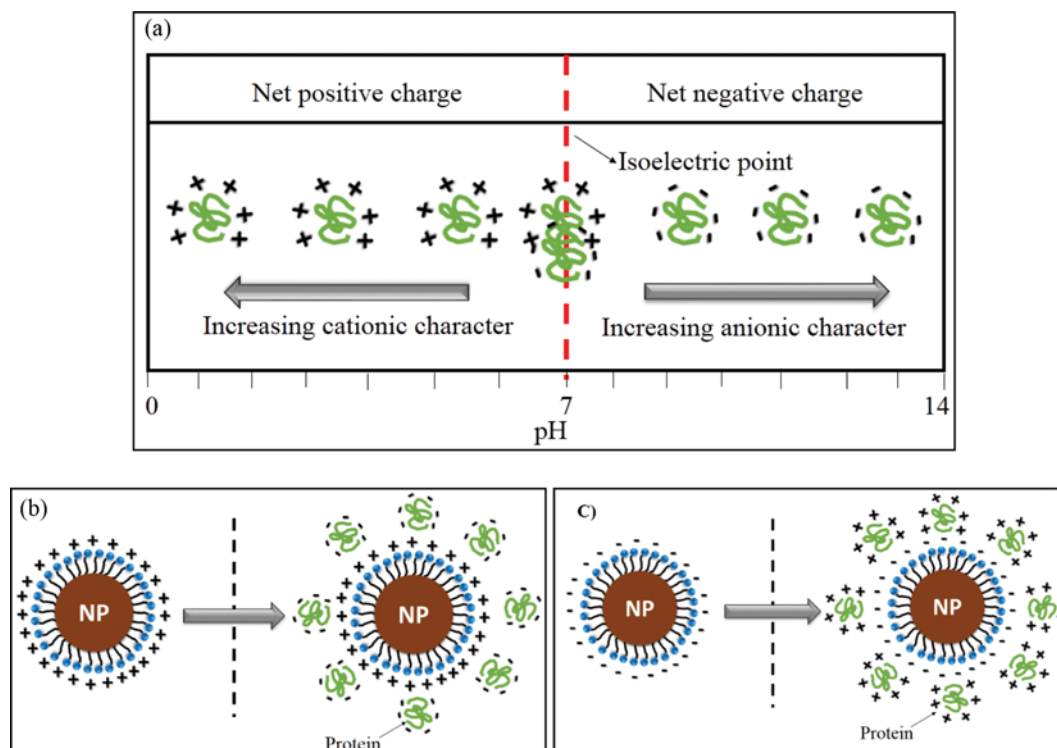 (a)
Net positive charge
Net negative charge
Isoelectric point
Increasing cationic character
Increasing anionic character
0
7
14
pH
(b)
NP
NP
Protein
C)
NP
NP
Protein